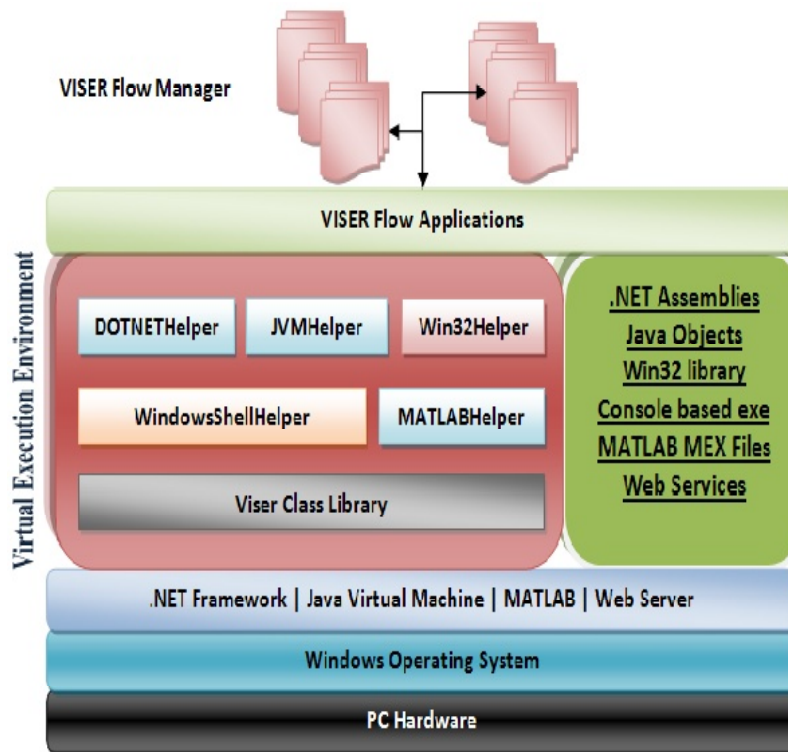 VISER Flow Manager
VISER Flow Applications
Virtual Execution Environment
DOTNETHelper
JVMHelper
Win32Helper
WindowsShellHelper
MATLABHelper
Viser Class Library
.NET Assemblies
Java Objects
Win32 library
Console based exe
MATLAB MEX Files
Web Services
.NET Framework | Java Virtual Machine | MATLAB | Web Server
Windows Operating System
PC Hardware